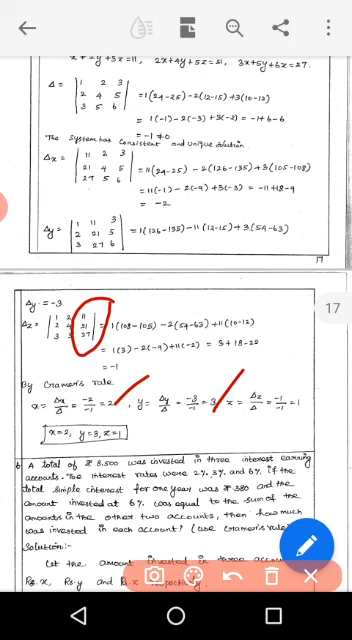 x + 2y + 3z = 11, 2x+4y+5z = 21, 3x+5y+6z = 27.
Δ = | 1 2 3 | = 1(24-25) -2(12-15) +3(10-12)
| 2 4 5 |
| 3 5 6 | = 1(-1) -2(-3) +3(-2) = -1+6-6
= -1 ≠ 0
The System has Consistent and Unique Solution.
Δx = | 11 2 3 |
| 21 4 5 | = 11(24-25) - 2(126-135) +3(105-108)
| 27 5 6 |
= 11(-1) -2(-9) +3(-3) = -11+18-9
= -2
Δy = | 1 11 3 |
| 2 21 5 | = 1(126-135) -11(12-15) +3(54-63)
| 3 27 6 |
17
Δy = -3
17
Δz = | 1 2 11 |
| 2 4 21 | = 1(108-105) -2(54-63) +11(10-12)
| 3 5 27 |
= 1(3) -2(-9) +11(-2) = 3+18-22
= -1
By Cramer's rule
x = Δx/Δ = -2/-1 = 2, y = Δy/Δ = -3/-1 = 3, z = Δz/Δ = -1/-1 = 1
x=2, y=3, z=1
b) A total of ₹ 8,500 was invested in three interest earning
accounts. The interest rates were 2%, 3% and 6% if the
total simple interest for one year was ₹ 380 and the
amount invested at 6% was equal to the sum of the
amounts in the other two accounts, then how much
was invested in each account? (use Cramer's rule)
Solution:-
Let the amount invested in three
Rs. x, Rs. y and Rs. z respectively.